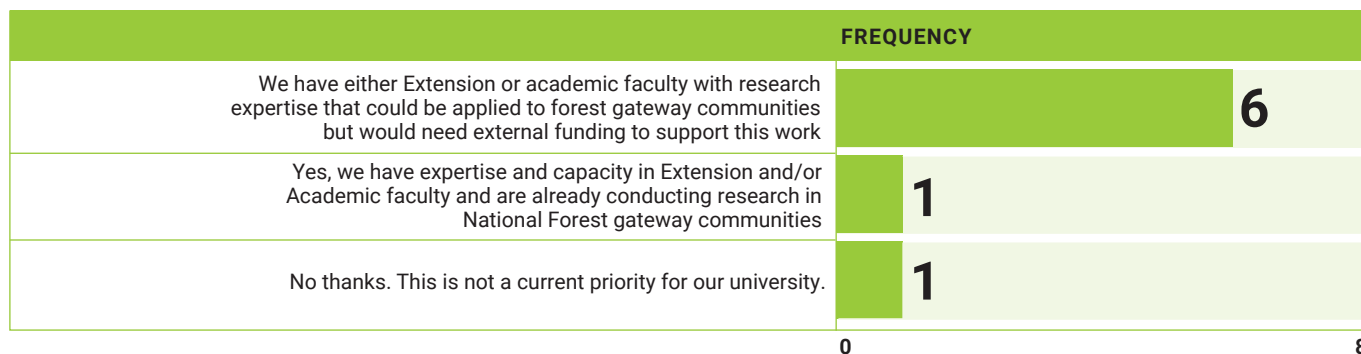 FREQUENCY
We have either Extension or academic faculty with research
expertise that could be applied to forest gateway communities
but would need external funding to support this work
6
Yes, we have expertise and capacity in Extension and/or
Academic faculty and are already conducting research in
National Forest gateway communities
1
No thanks. This is not a current priority for our university.
1
0
8